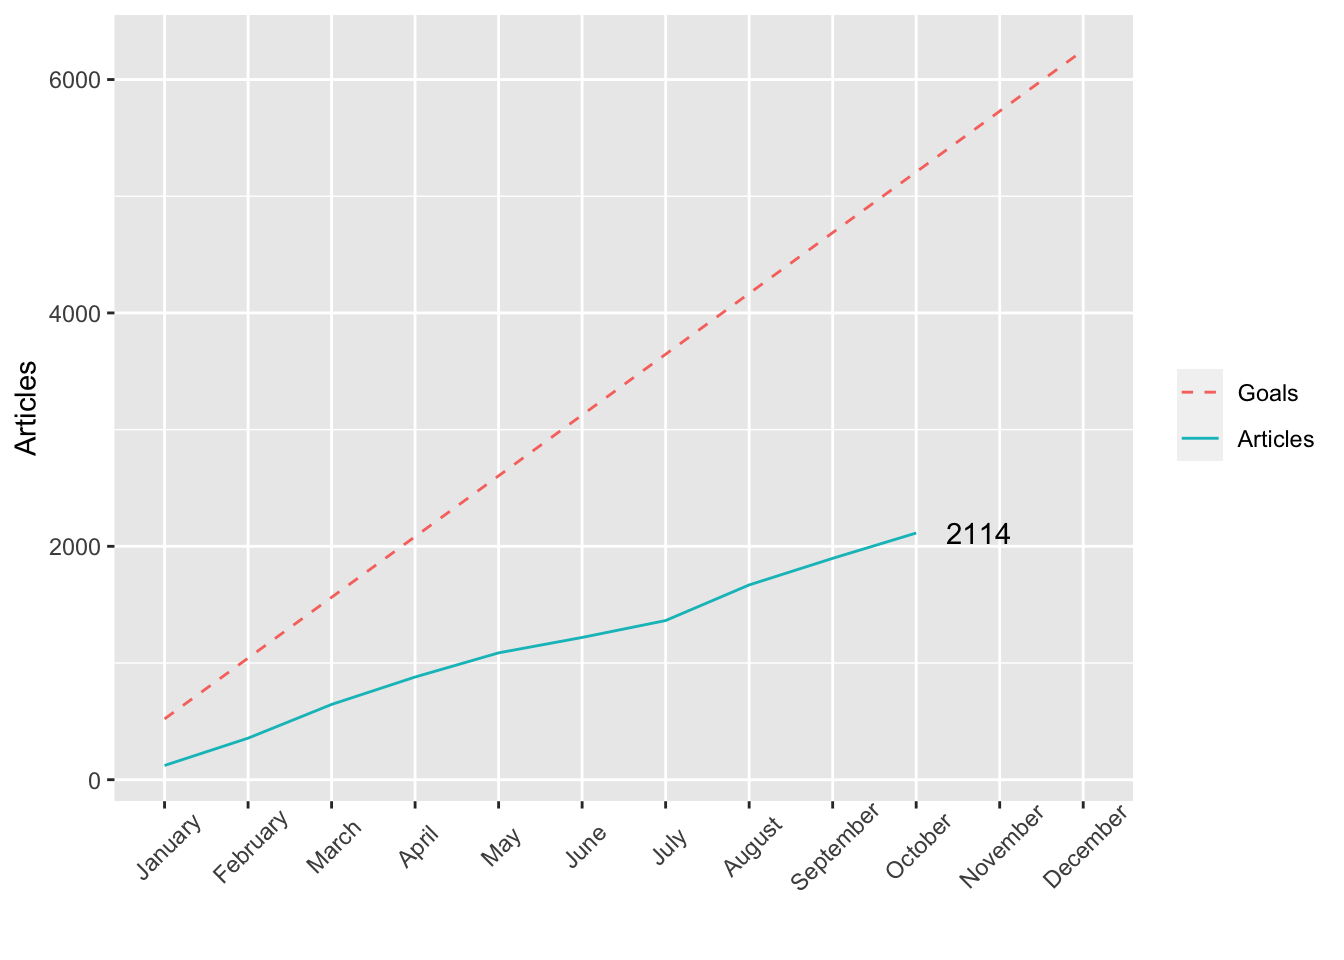 6000
4000
2000
0
Articles
2114
January
February
March
April
May
June
July
August
September
October
November
December
Goals
Articles